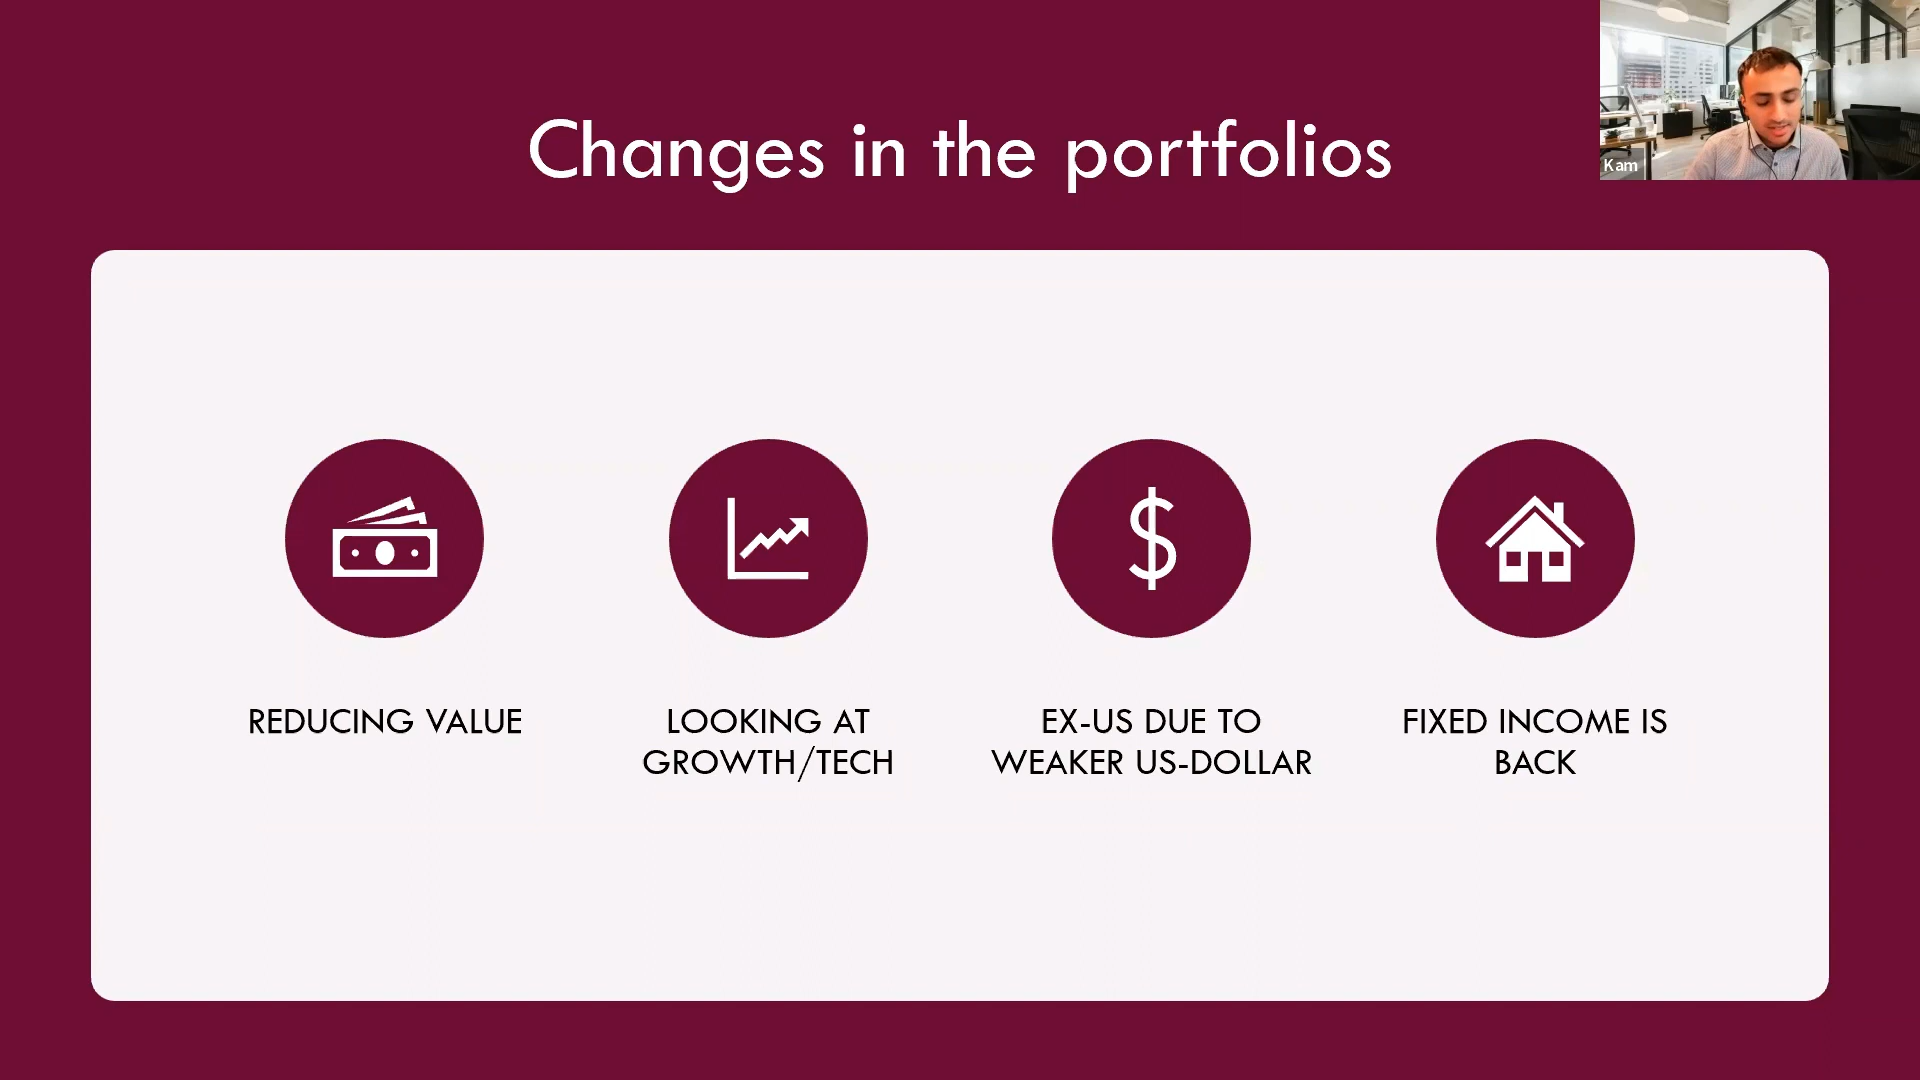 Changes in the portfolios
Kam
REDUCING VALUE
LOOKING AT
GROWTH/TECH
EX-US DUE TO
WEAKER US-DOLLAR
FIXED INCOME IS
BACK